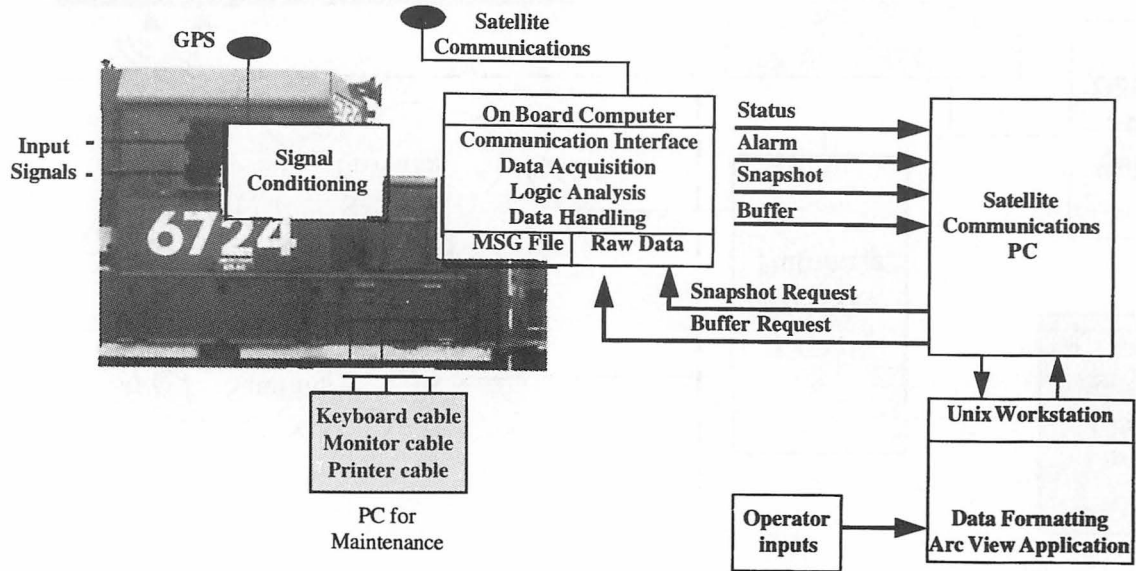 GPS
Satellite
Communications
Input
Signals
Signal
Conditioning
6724
On Board Computer
Communication Interface
Data Acquisition
Logic Analysis
Data Handling
MSG File
Raw Data
Status
Alarm
Snapshot
Buffer
Satellite
Communications
PC
Snapshot Request
Buffer Request
Keyboard cable
Monitor cable
Printer cable
PC for
Maintenance
Unix Workstation
Data Formatting
Arc View Application
Operator
inputs